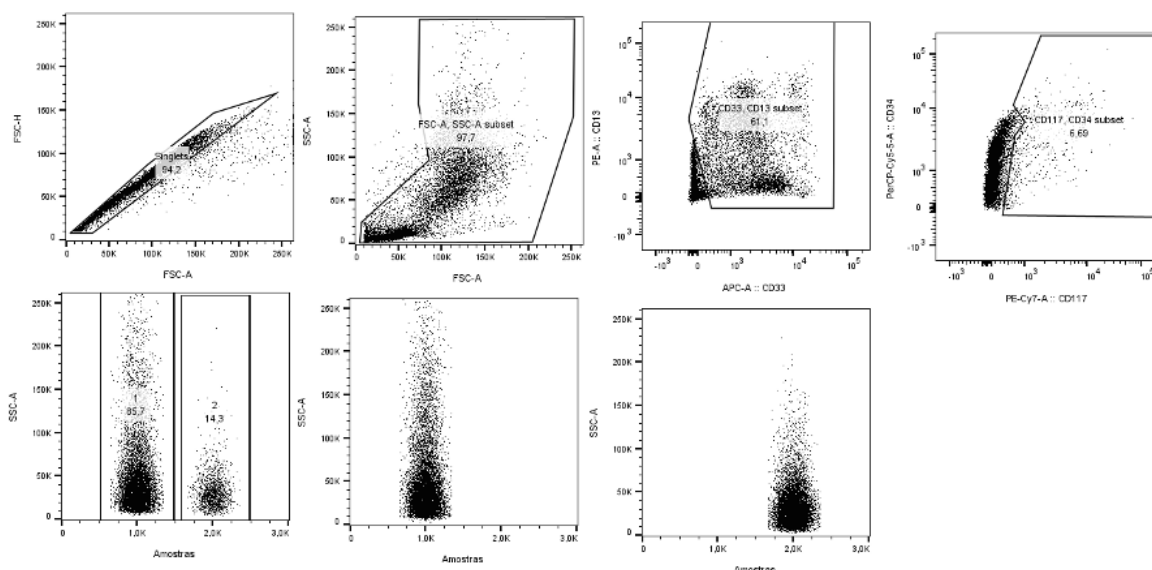 250K
200K
150K
100K
50K
0
FSC-H
Singlets
94,2
0
50K
100K
150K
200K
250K
FSC-A
250K
200K
150K
100K
50K
0
SSC-A
FSC-A, SSC-A subset
97,7
0
50K
100K
150K
200K
250K
FSC-A
10^5
10^4
10^3
0
-10^3
PE-A :: CD13
CD33, CD13 subset
61,1
-10^3
0
10^3
10^4
10^5
APC-A :: CD33
10^5
10^4
10^3
0
-10^3
PerCP-Cy5-5-A :: CD34
CD117, CD34 subset
6,69
-10^3
0
10^3
10^4
10^5
PE-Cy7-A :: CD117
250K
200K
150K
100K
50K
0
SSC-A
1
85,7
2
14,3
0
1,0K
2,0K
3,0K
Amostras
250K
200K
150K
100K
50K
0
SSC-A
0
1,0K
2,0K
3,0K
Amostras
250K
200K
150K
100K
50K
0
SSC-A
0
1,0K
2,0K
3,0K
Amostras